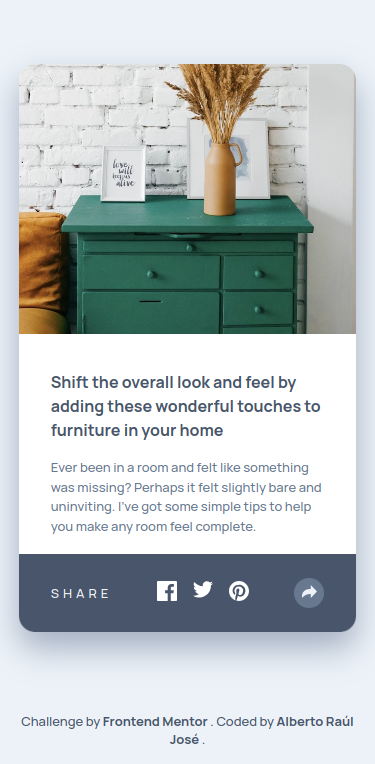 love
will
keep us
alive
Shift the overall look and feel by
adding these wonderful touches to
furniture in your home
Ever been in a room and felt like something
was missing? Perhaps it felt slightly bare and
uninviting. I've got some simple tips to help
you make any room feel complete.
SHARE
Challenge by Frontend Mentor . Coded by Alberto Raúl
José .